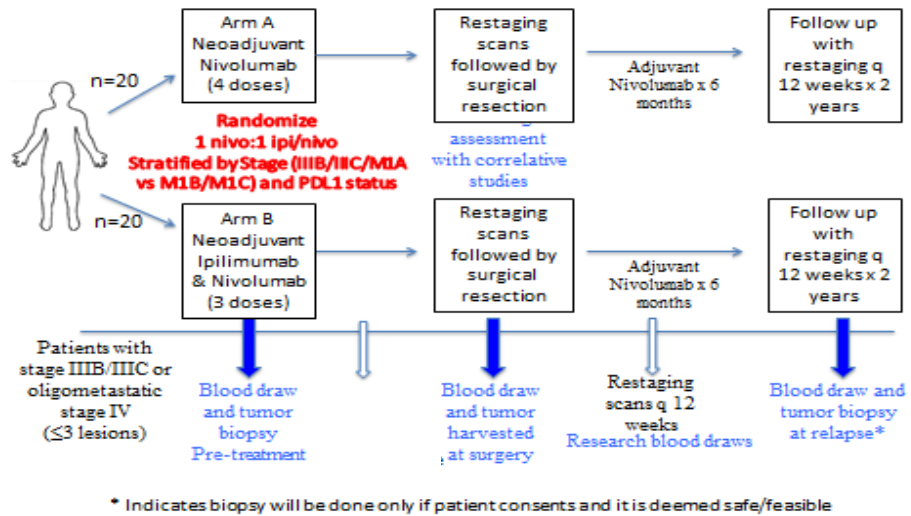 Arm A
Neoadjuvant
Nivolumab
(4 doses)
Restaging
scans
followed by
surgical
resection
Adjuvant
Nivolumab x 6
months
Follow up
with
restaging q
12 weeks x 2
years
n=20
Randomize
1 nivo:1 ipi/nivo
Stratified by Stage (IIIB/IIIC/M1A
vs M1B/M1C) and PDL1 status
assessment
with correlative
studies
n=20
Arm B
Neoadjuvant
Ipilimumab
& Nivolumab
(3 doses)
Restaging
scans
followed by
surgical
resection
Adjuvant
Nivolumab x 6
months
Follow up
with
restaging q
12 weeks x 2
years
Patients with
stage IIIB/IIIC or
oligometastatic
stage IV
(≤3 lesions)
Blood draw
and tumor
biopsy
Pre-treatment
Blood draw
and tumor
harvested
at surgery
Restaging
scans q 12
weeks
Research blood draws
Blood draw and
tumor biopsy
at relapse*
* Indicates biopsy will be done only if patient consents and it is deemed safe/feasible